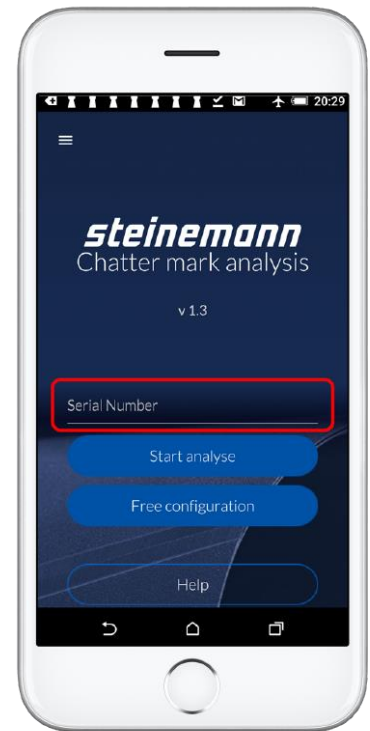 20:29
steinemann
Chatter mark analysis
v 1.3
Serial Number
Start analyse
Free configuration
Help